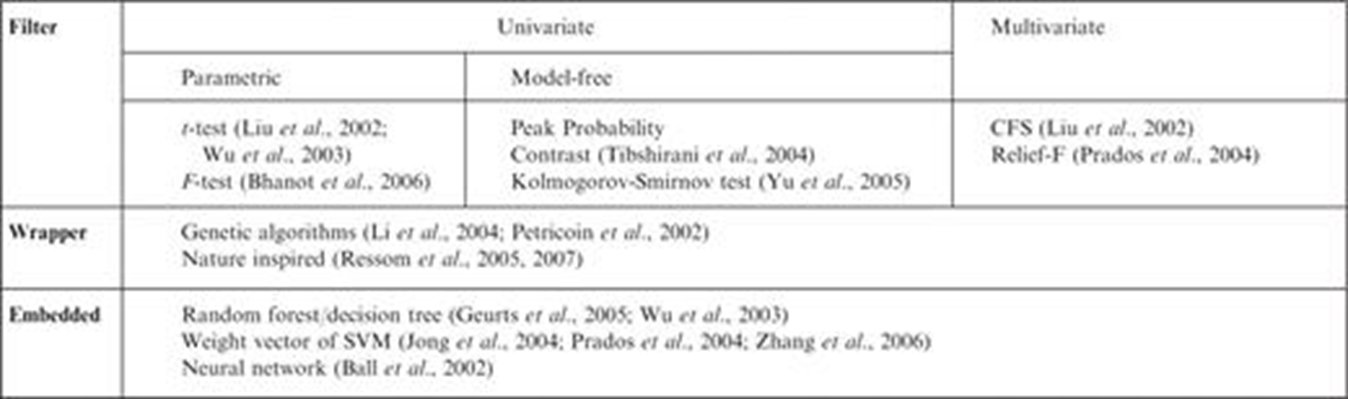 Filter
Univariate
Multivariate
Parametric
Model-free
t-test (Liu et al., 2002;
Wu et al., 2003)
F-test (Bhanot et al., 2006)
Peak Probability
Contrast (Tibshirani et al., 2004)
Kolmogorov-Smirnov test (Yu et al., 2005)
CFS (Liu et al., 2002)
Relief-F (Prados et al., 2004)
Wrapper
Genetic algorithms (Li et al., 2004; Petricoin et al., 2002)
Nature inspired (Ressom et al., 2005, 2007)
Embedded
Random forest/decision tree (Geurts et al., 2005; Wu et al., 2003)
Weight vector of SVM (Jong et al., 2004; Prados et al., 2004; Zhang et al., 2006)
Neural network (Ball et al., 2002)